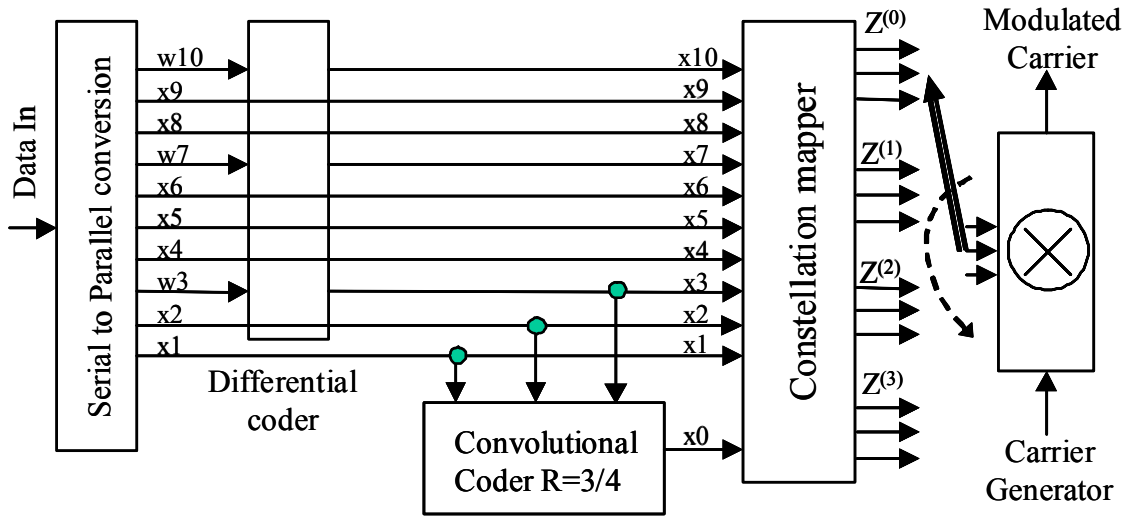 Data In
Serial to Parallel conversion
w10
x9
x8
w7
x6
x5
x4
w3
x2
x1
Differential
coder
x10
x9
x8
x7
x6
x5
x4
x3
x2
x1
x0
Convolutional
Coder R=3/4
Constellation mapper
Z(0)
Z(1)
Z(2)
Z(3)
Modulated
Carrier
Carrier
Generator